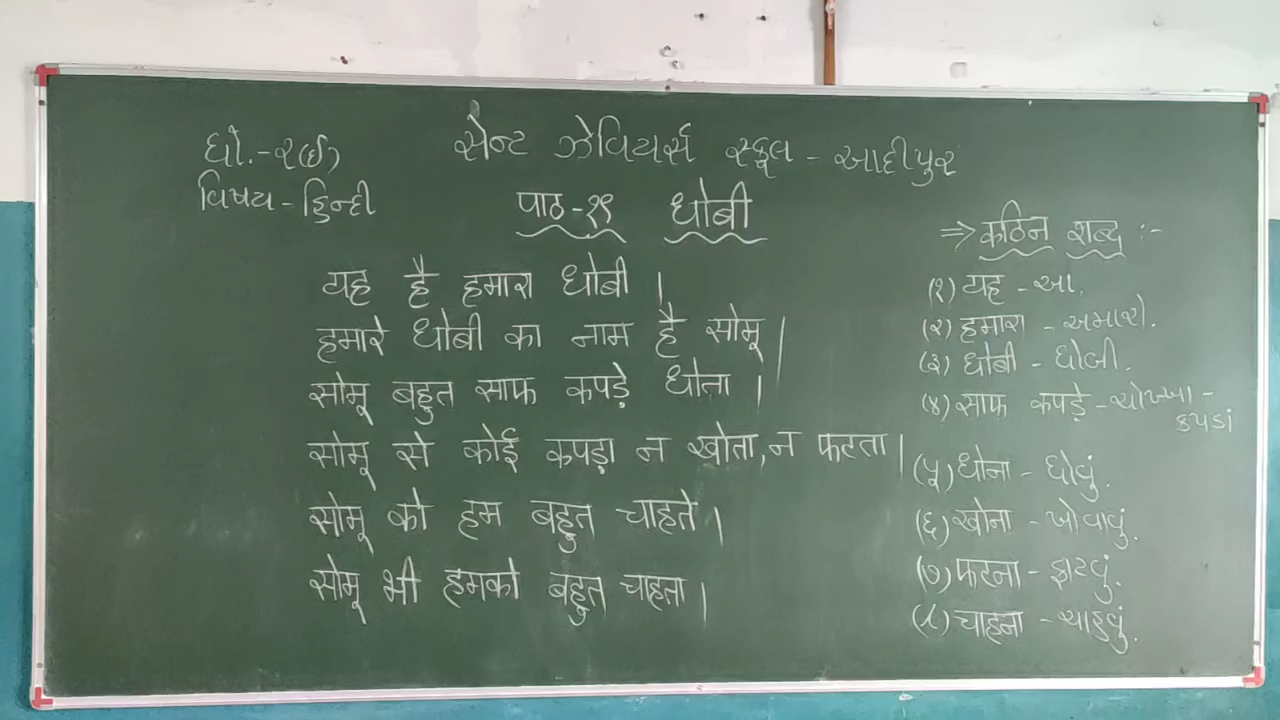 સેન્ટ ઝેવિયર્સ સ્કૂલ - આદીપુર
ધો.-૨(ઈ)
વિષય - હિન્દી
पाठ-१९ धोबी
यह है हमारा धोबी ।
हमारे धोबी का नाम है सोमू |
सोमू बहुत साफ कपड़े धोता ।
सोमू से कोई कपड़ा न खोता, न फटता ।
सोमू को हम बहुत चाहते ।
सोमू भी हमको बहुत चाहता ।
⇒ कठिन शब्द :-
(१) यह - આ.
(२) हमारा - અમારો.
(३) धोबी - ધોબી.
(४) साफ कपड़े - ચોખ્ખા -
કપડાં
(५) धोना - ધોવું.
(६) खोना - ખોવાવું.
(७) फटना - ફાટવું.
(८) चाहना - ચાહવું.